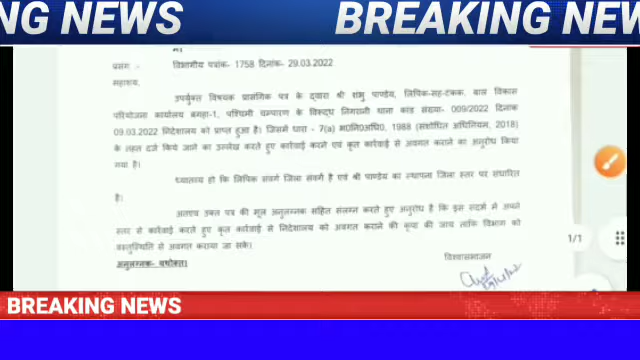 NG NEWS BREAKING NEW
प्रसंग :- विभागीय पत्रांक- 1758 दिनांक- 29.03.2022
महाशय,
उपर्युक्त विषयक प्रासंगिक पत्र के द्वारा श्री शंभु पाण्डेय, लिपिक-सह-टंकक, बाल विकास
परियोजना कार्यालय बगहा-1, पश्चिमी चम्पारण के विरूद्ध निगरानी थाना कांड संख्या- 009/2022 दिनांक
09.03.2022 निदेशालय को प्राप्त हुआ है। जिसमें धारा - 7(a) भ0नि0अधि0, 1988 (संशोधित अधिनियम, 2018)
के तहत दर्ज किये जाने का उल्लेख करते हुए कार्रवाई करने एवं कृत कार्रवाई से अवगत कराने का अनुरोध किया
गया है।
ध्यातव्य हो कि लिपिक संवर्ग जिला संवर्ग है एवं श्री पाण्डेय का स्थापना जिला स्तर पर संधारित
है।
अतएव उक्त पत्र की मूल अनुलग्नक सहित संलग्न करते हुए अनुरोध है कि इस संदर्भ में अपने
स्तर से कार्रवाई करते हुए कृत कार्रवाई से निदेशालय को अवगत कराने की कृपा की जाय ताकि विभाग को
वस्तुस्थिति से अवगत कराया जा सके।
अनुलग्नक- यथोक्त।
विश्वासभाजन
1/1
BREAKING NEWS